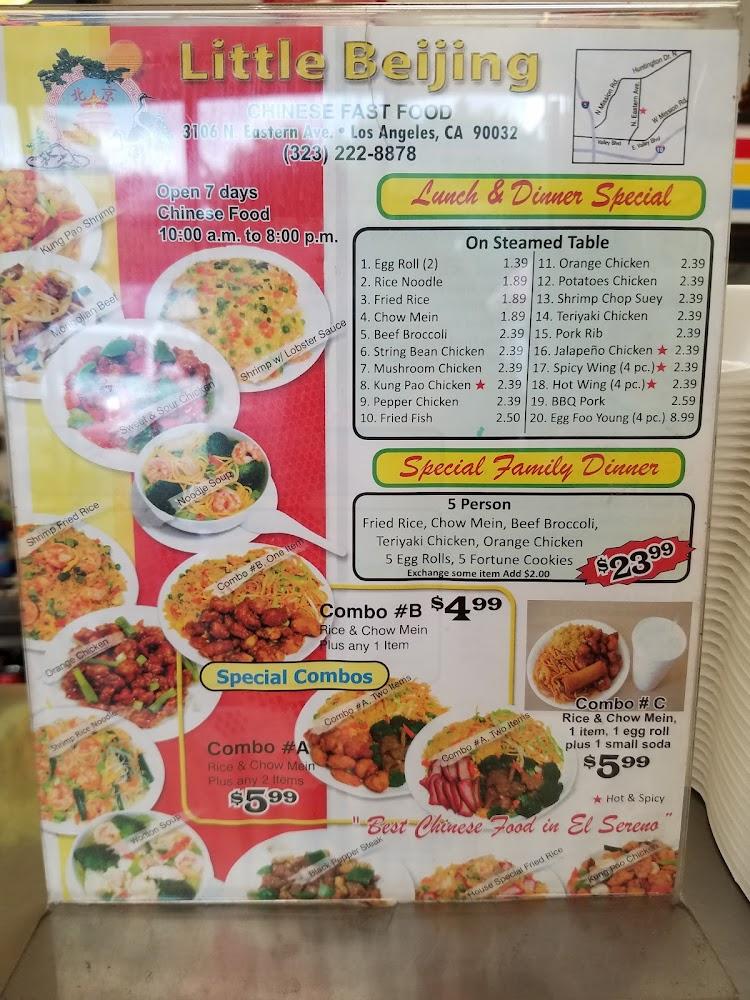 Little Beijing
北京
CHINESE FAST FOOD
3106 N. Eastern Ave. • Los Angeles, CA 90032
(323) 222-8878
Huntington Dr. N
N Mission Rd.
N. Eastern Ave.
W Mission Rd.
Valley Blvd
E. Valley Blvd
10
Open 7 days
Chinese Food
10:00 a.m. to 8:00 p.m.
Lunch & Dinner Special
On Steamed Table
1. Egg Roll (2) 1.39
2. Rice Noodle 1.89
3. Fried Rice 1.89
4. Chow Mein 1.89
5. Beef Broccoli 2.39
6. String Bean Chicken 2.39
7. Mushroom Chicken 2.39
8. Kung Pao Chicken ★ 2.39
9. Pepper Chicken 2.39
10. Fried Fish 2.50
11. Orange Chicken 2.39
12. Potatoes Chicken 2.39
13. Shrimp Chop Suey 2.39
14. Teriyaki Chicken 2.39
15. Pork Rib 2.39
16. Jalapeño Chicken ★ 2.39
17. Spicy Wing (4 pc.)★ 2.39
18. Hot Wing (4 pc.)★ 2.39
19. BBQ Pork 2.59
20. Egg Foo Young (4 pc.) 8.99
Special Family Dinner
5 Person
Fried Rice, Chow Mein, Beef Broccoli,
Teriyaki Chicken, Orange Chicken
5 Egg Rolls, 5 Fortune Cookies
Exchange some item Add $2.00
$23.99
Kung Pao Shrimp
Mongolian Beef
Shrimp w/ Lobster Sauce
Sweet & Sour Chicken
Noodle Soup
Shrimp Fried Rice
Combo #B, One Item
Orange Chicken
Shrimp Rice Noodle
Wonton Soup
Combo #B $4.99
Rice & Chow Mein
Plus any 1 Item
Special Combos
Combo #A, Two Items
Combo #A, Two Items
Combo #A
Rice & Chow Mein
Plus any 2 Items
$5.99
Combo # C
Rice & Chow Mein,
1 item, 1 egg roll
plus 1 small soda
$5.99
★ Hot & Spicy
"Best Chinese Food in El Sereno"
Black Pepper Steak
House Special Fried Rice
Kung Pao Chicken